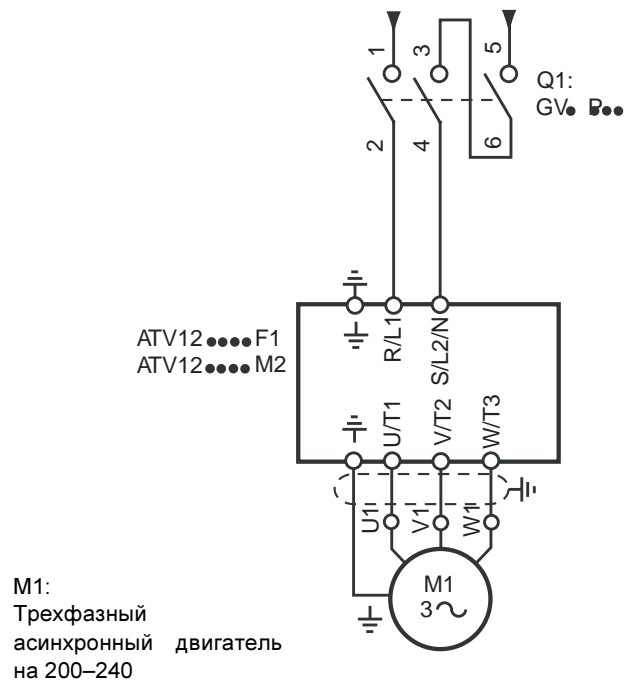 1
3
5
Q1:
GV●  P●●
2
4
6
ATV12●●●●F1
ATV12●●●●M2
R/L1
S/L2/N
U/T1
V/T2
W/T3
U1
V1
W1
M1
3
M1:
Трехфазный
асинхронный двигатель
на 200–240